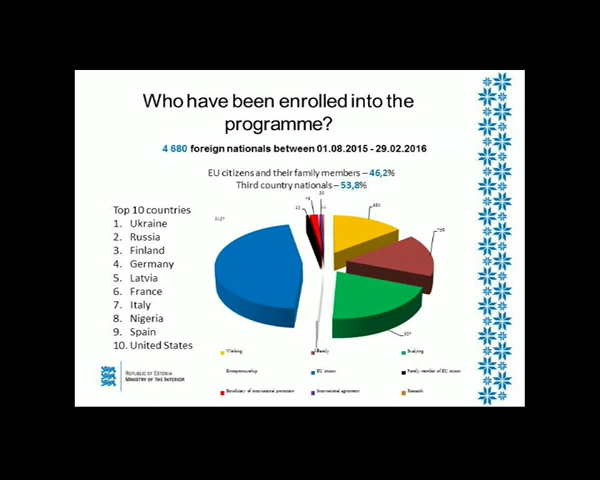 Who have been enrolled into the
programme?
4 680 foreign nationals between 01.08.2015 - 29.02.2016
EU citizens and their family members – 46,2%
Third country nationals – 53,8%
Top 10 countries
1. Ukraine
2. Russia
3. Finland
4. Germany
5. Latvia
6. France
7. Italy
8. Nigeria
9. Spain
10. United States
Working
Family
Studying
Entrepreneurship
EU citizen
Family member of EU citizen
Beneficiary of international protection
International agreement
Research
REPUBLIC OF ESTONIA
MINISTRY OF THE INTERIOR